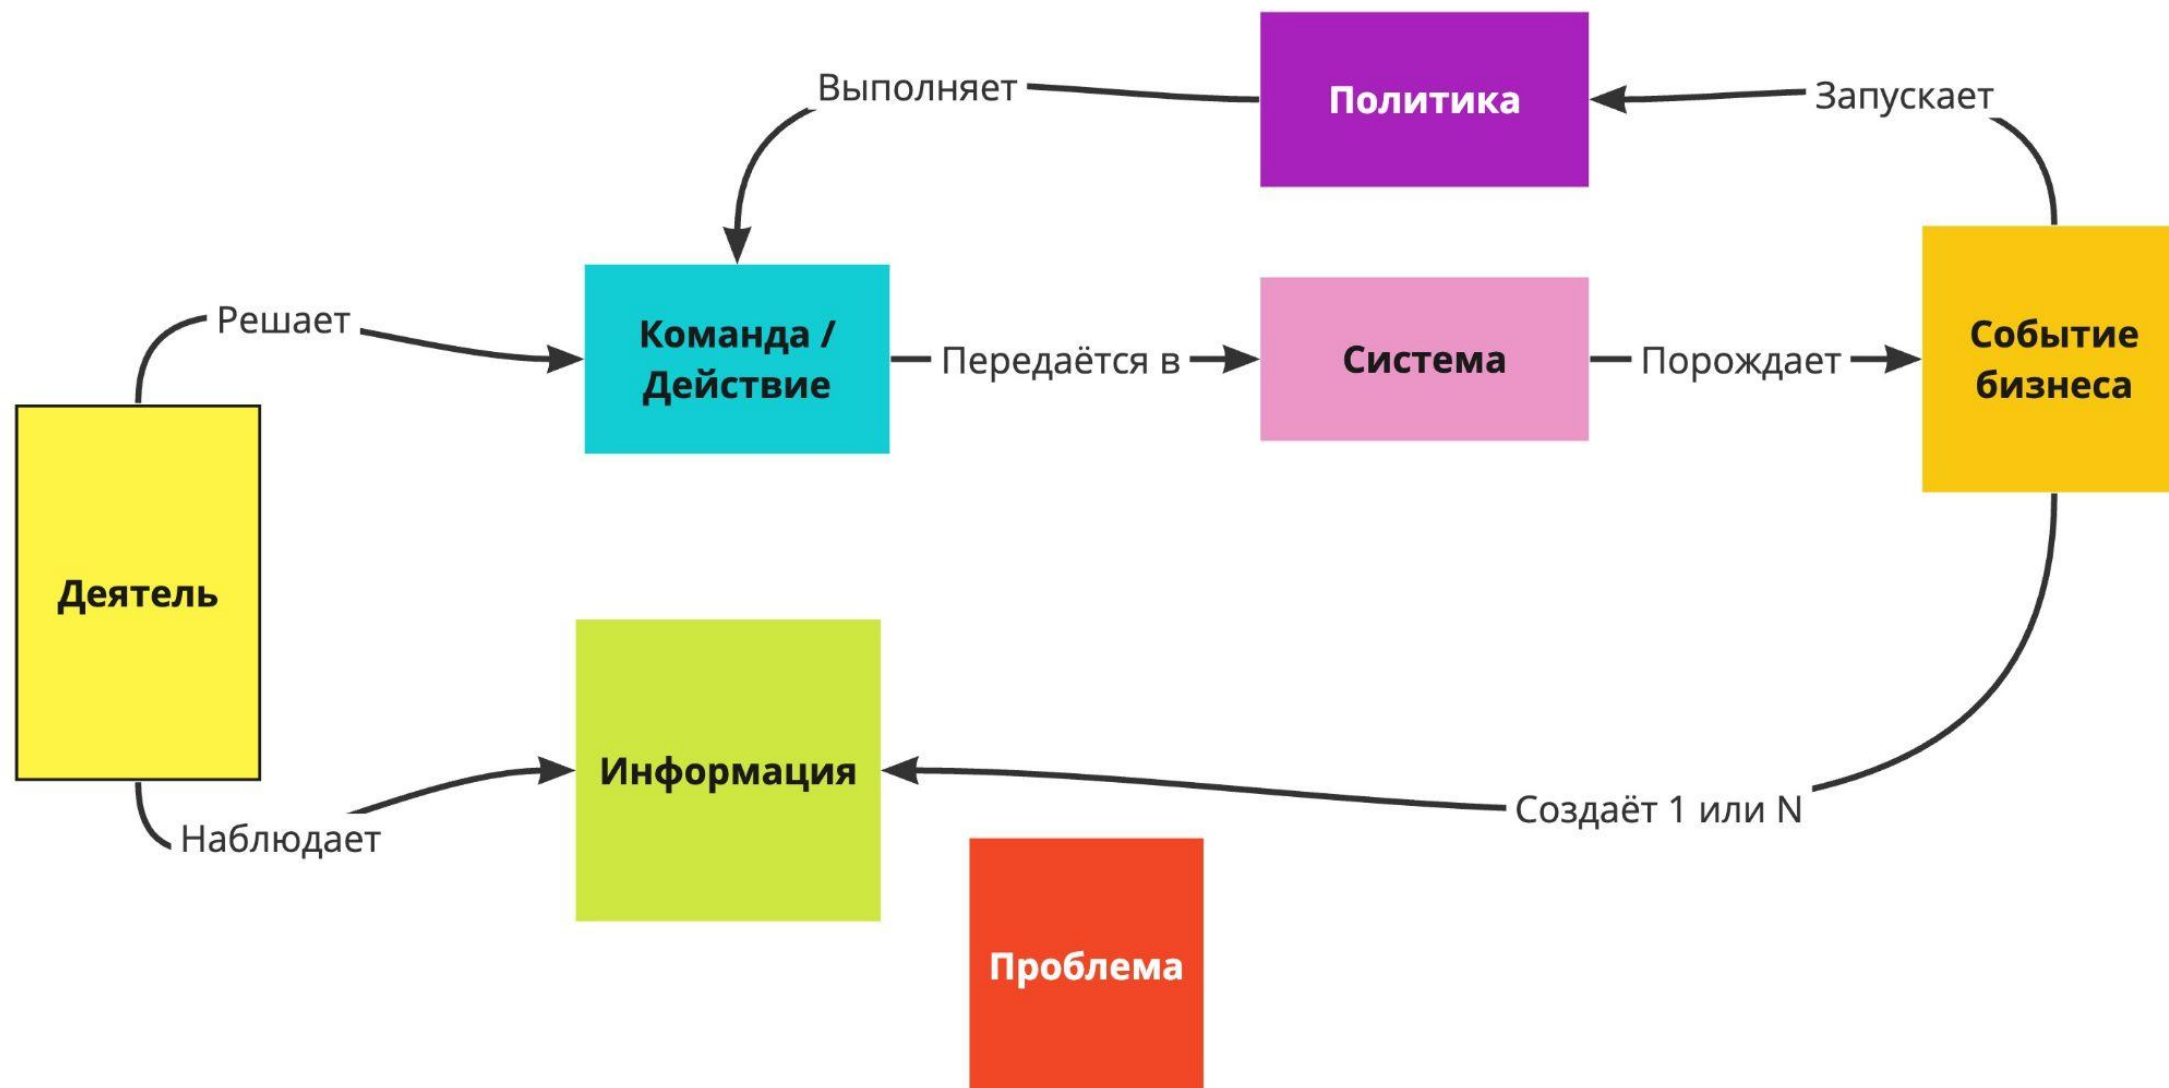 Политика
Выполняет
Запускает
Решает
Команда /
Действие
Передаётся в
Система
Порождает
Событие
бизнеса
Деятель
Информация
Наблюдает
Создаёт 1 или N
Проблема